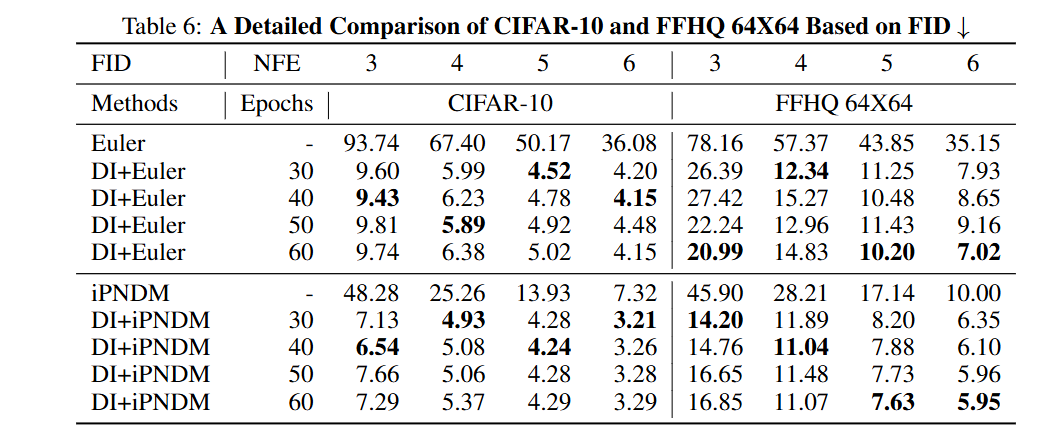 Table 6: A Detailed Comparison of CIFAR-10 and FFHQ 64X64 Based on FID ↓
FID NFE 3 4 5 6 3 4 5 6
Methods Epochs CIFAR-10 FFHQ 64X64
Euler - 93.74 67.40 50.17 36.08 78.16 57.37 43.85 35.15
DI+Euler 30 9.60 5.99 4.52 4.20 26.39 12.34 11.25 7.93
DI+Euler 40 9.43 6.23 4.78 4.15 27.42 15.27 10.48 8.65
DI+Euler 50 9.81 5.89 4.92 4.48 22.24 12.96 11.43 9.16
DI+Euler 60 9.74 6.38 5.02 4.15 20.99 14.83 10.20 7.02
iPNDM - 48.28 25.26 13.93 7.32 45.90 28.21 17.14 10.00
DI+iPNDM 30 7.13 4.93 4.28 3.21 14.20 11.89 8.20 6.35
DI+iPNDM 40 6.54 5.08 4.24 3.26 14.76 11.04 7.88 6.10
DI+iPNDM 50 7.66 5.06 4.28 3.28 16.65 11.48 7.73 5.96
DI+iPNDM 60 7.29 5.37 4.29 3.29 16.85 11.07 7.63 5.95